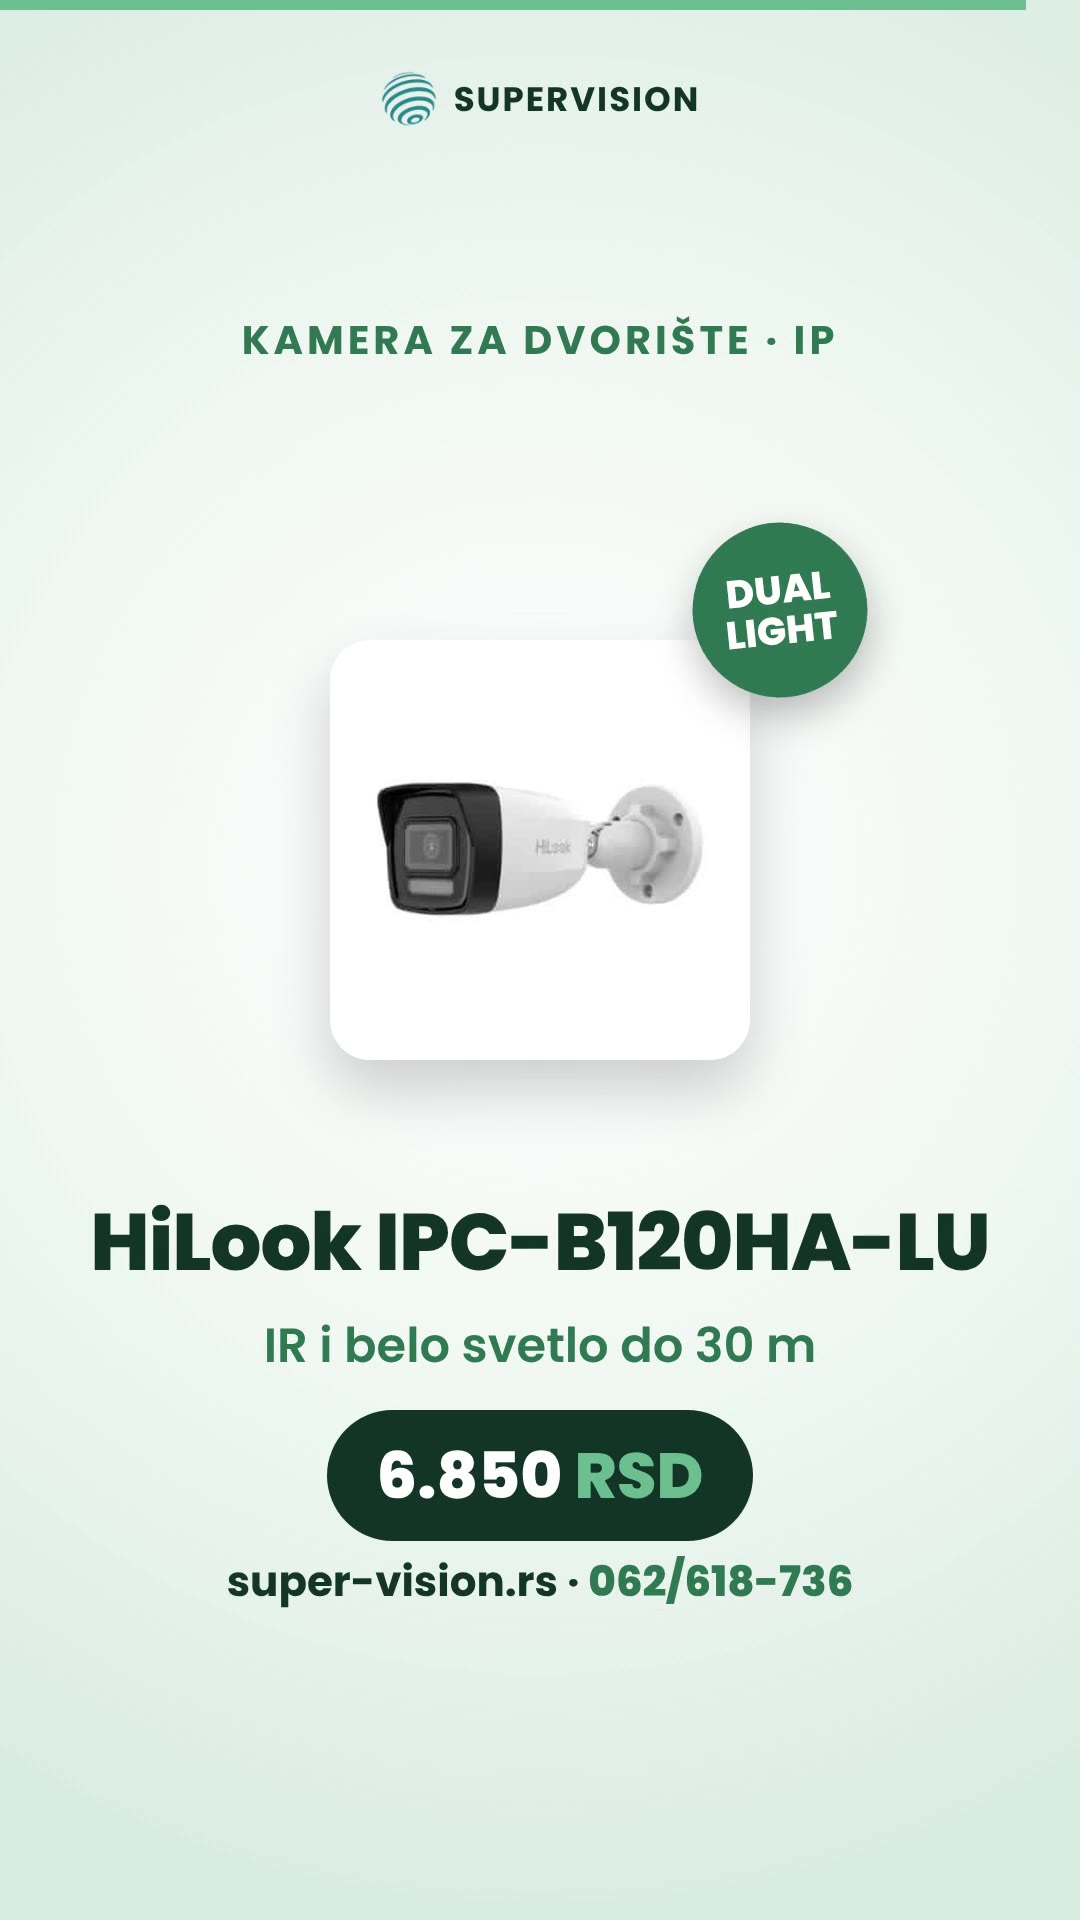 SUPERVISION
KAMERA ZA DVORIŠTE · IP
DUAL
LIGHT
HiLook
HiLook IPC-B120HA-LU
IR i belo svetlo do 30 m
6.850 RSD
super-vision.rs · 062/618-736